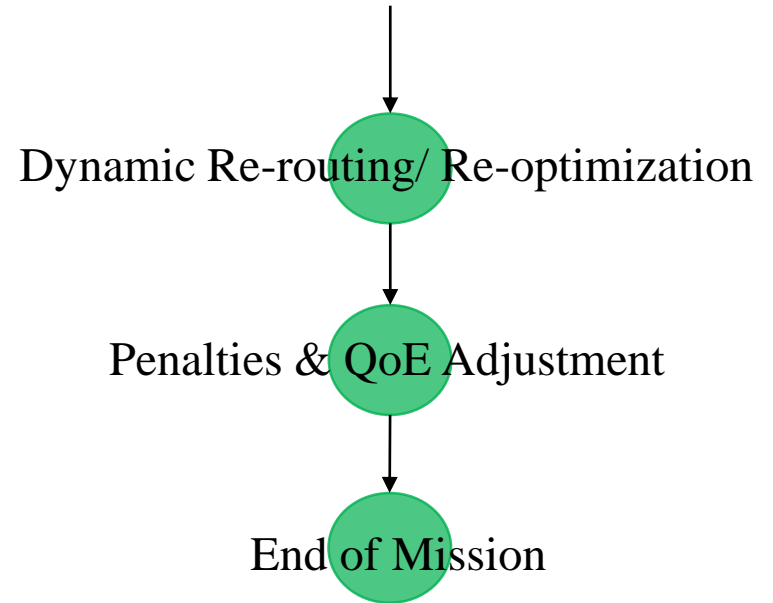 Dynamic Re-routing/ Re-optimization
Penalties & QoE Adjustment
End of Mission